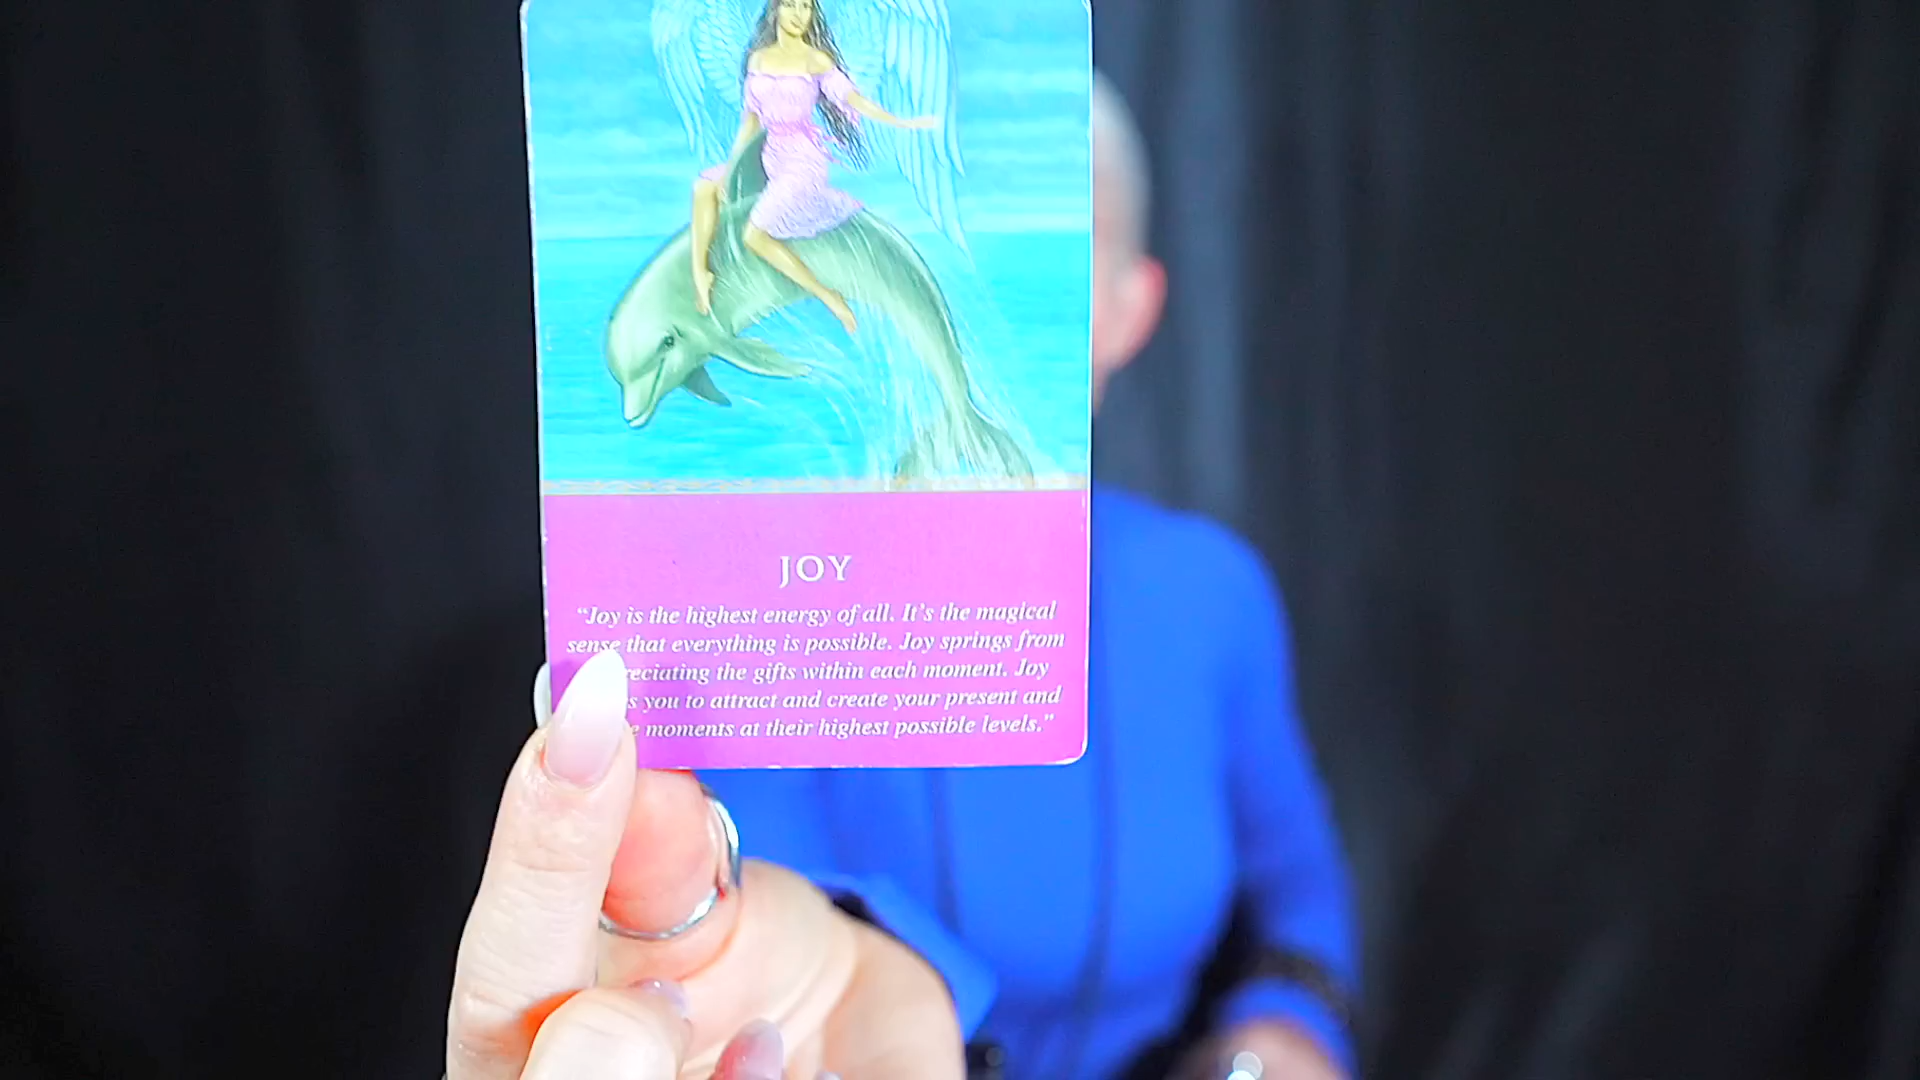 JOY
“Joy is the highest energy of all. It’s the magical
sense that everything is possible. Joy springs from
the gifts within each moment. Joy
you to attract and create your present and
moments at their highest possible levels.”